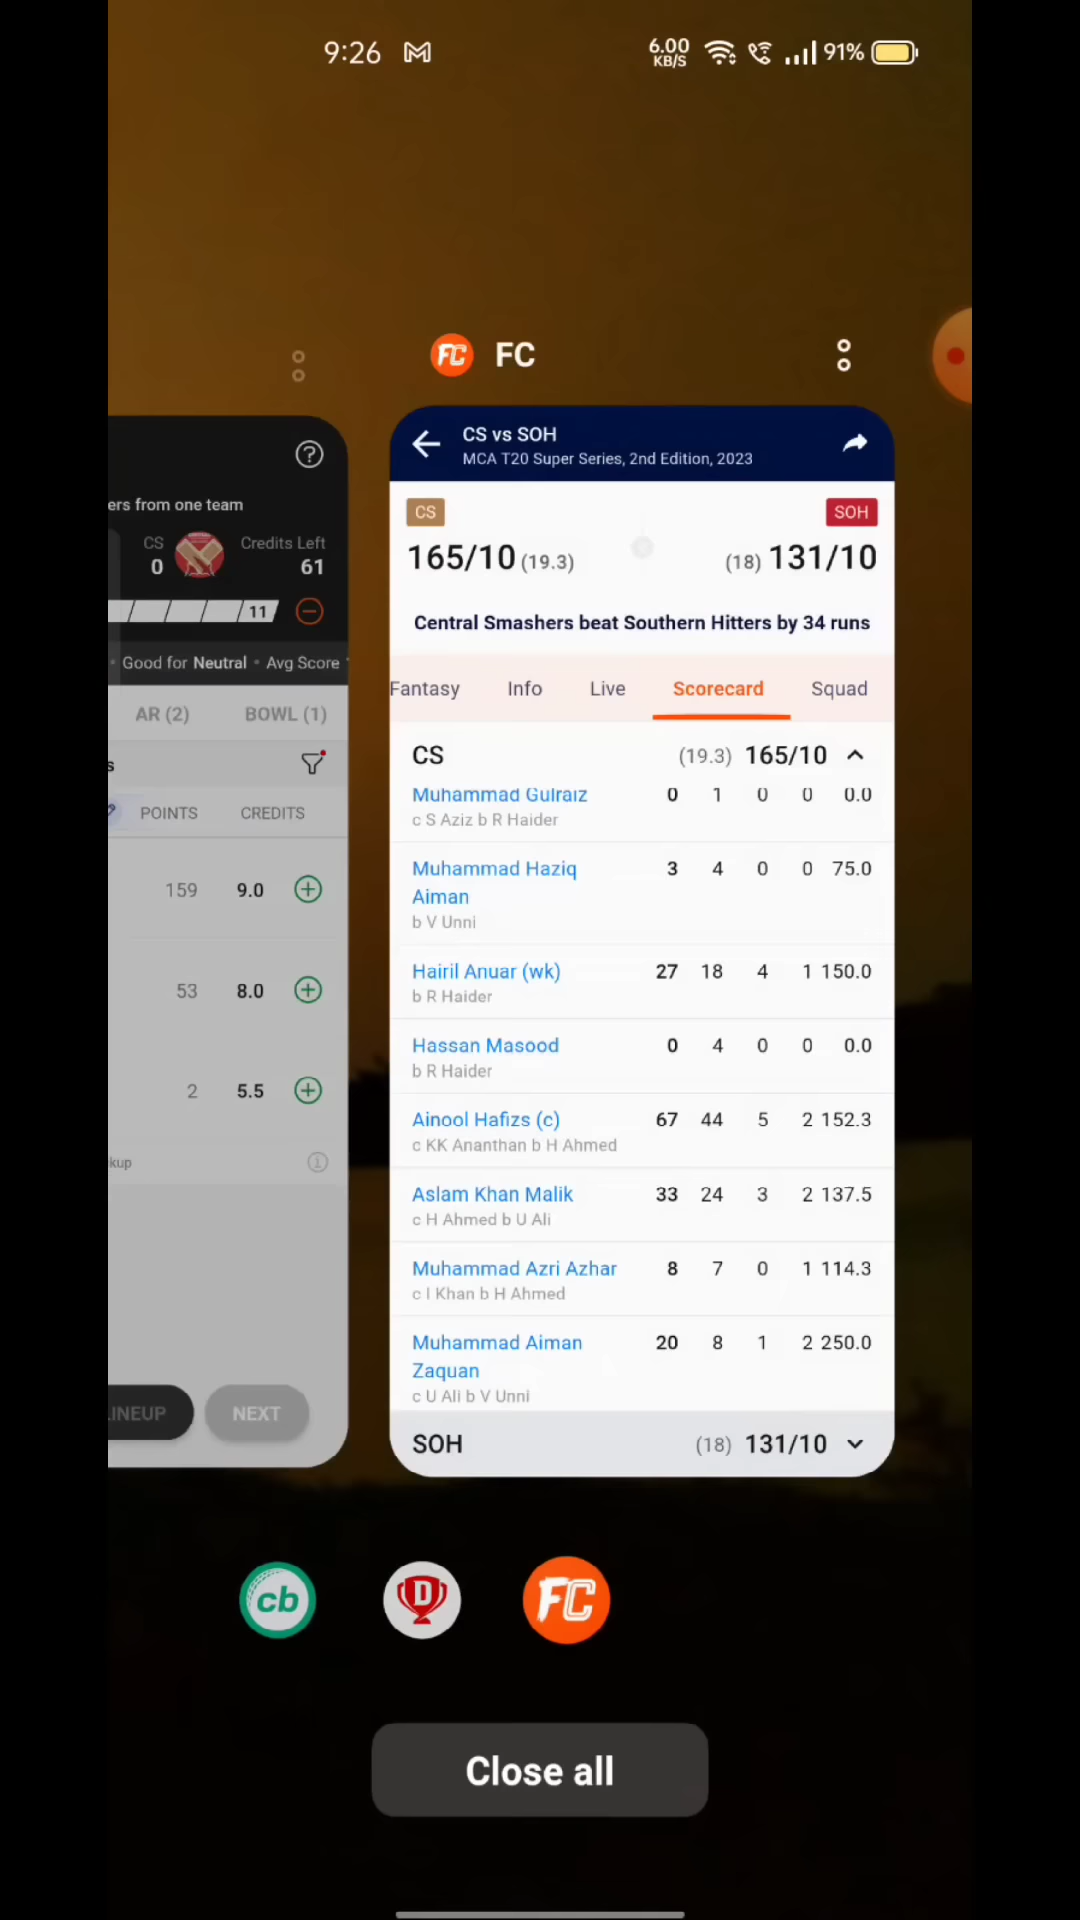 9:26
6.00 KB/S
91%
FC FC
CS vs SOH
MCA T20 Super Series, 2nd Edition, 2023
CS SOH
165/10 (19.3) (18) 131/10
Central Smashers beat Southern Hitters by 34 runs
Fantasy Info Live Scorecard Squad
CS (19.3) 165/10
Muhammad Gulraiz 0 1 0 0 0.0
c S Aziz b R Haider
Muhammad Haziq Aiman 3 4 0 0 75.0
b V Unni
Hairil Anuar (wk) 27 18 4 1 150.0
b R Haider
Hassan Masood 0 4 0 0 0.0
b R Haider
Ainool Hafizs (c) 67 44 5 2 152.3
c KK Ananthan b H Ahmed
Aslam Khan Malik 33 24 3 2 137.5
c H Ahmed b U Ali
Muhammad Azri Azhar 8 7 0 1 114.3
c I Khan b H Ahmed
Muhammad Aiman Zaquan 20 8 1 2 250.0
c U Ali b V Unni
SOH (18) 131/10
?
ers from one team
CS Credits Left
0 61
11
• Good for Neutral • Avg Score
AR (2) BOWL (1)
s
POINTS CREDITS
159 9.0
53 8.0
2 5.5
kup
INEUP NEXT
cb D FC
Close all